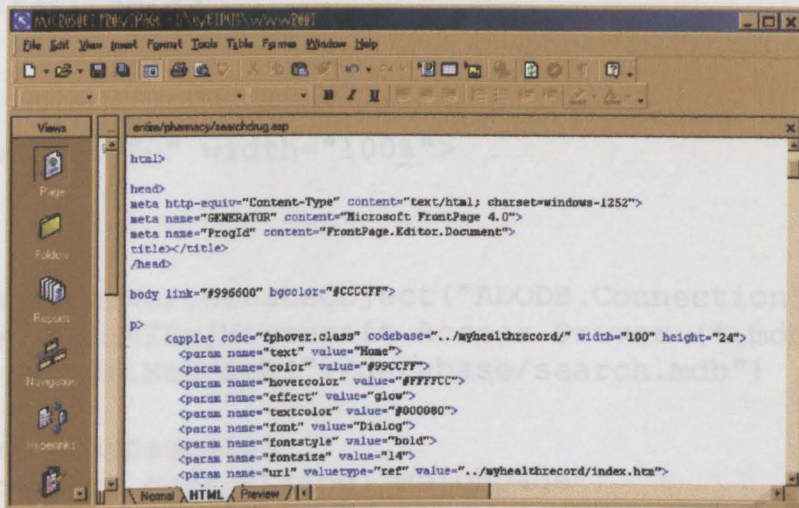 MICROSOFT FRONTPAGE - C:\INETPUB\WWWROOT
File Edit View Insert Format Tools Table Frames Window Help
B I U
Views
entire/pharmacy/searchdrug.asp
Page
Folders
Reports
Navigation
Hyperlinks
html>
head>
meta http-equiv="Content-Type" content="text/html; charset=windows-1252">
meta name="GENERATOR" content="Microsoft FrontPage 4.0">
meta name="ProgId" content="FrontPage.Editor.Document">
title></title>
/head>
body link="#996600" bgcolor="#CCCCFF">
p>
<applet code="fphover.class" codebase="../myhealthrecord/" width="100" height="24">
<param name="text" value="Home">
<param name="color" value="#99CCFF">
<param name="hovercolor" value="#FFFFCC">
<param name="effect" value="glow">
<param name="textcolor" value="#000080">
<param name="font" value="Dialog">
<param name="fontstyle" value="bold">
<param name="fontsize" value="14">
<param name="url" valuetype="ref" value="../myhealthrecord/index.htm">
Normal HTML Preview
width="100%">
("ADODB.Connection"
base/search.mdb")